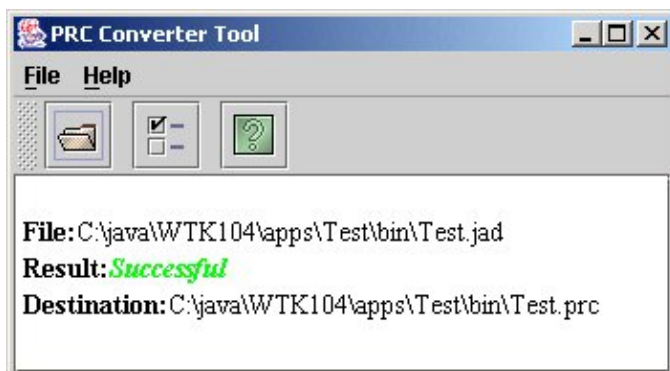 PRC Converter Tool
File Help
File:C:\java\WTK104\apps\Test\bin\Test.jad
Result:Successful
Destination:C:\java\WTK104\apps\Test\bin\Test.prc